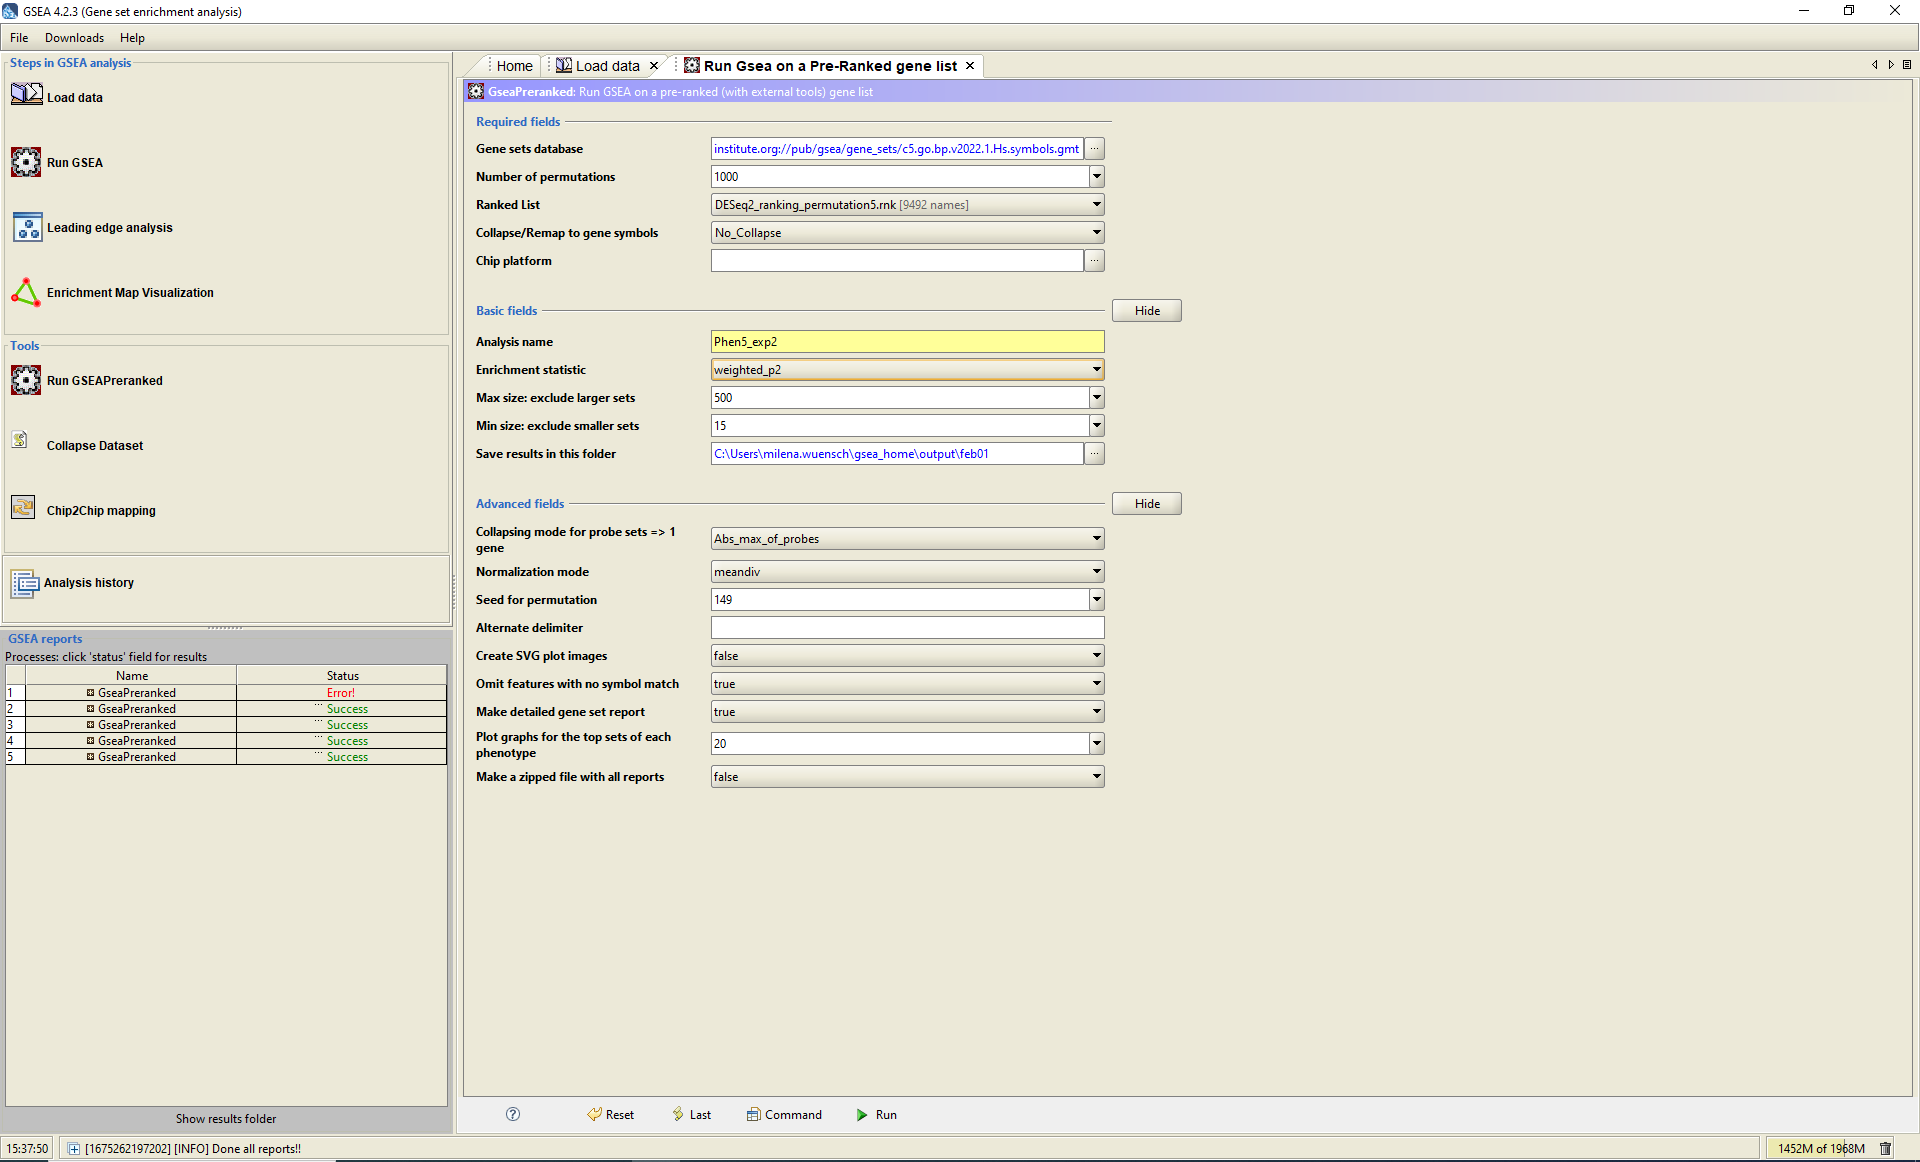 GSEA 4.2.3 (Gene set enrichment analysis)
File Downloads Help
Steps in GSEA analysis
Load data
Run GSEA
Leading edge analysis
Enrichment Map Visualization
Tools
Run GSEAPreranked
Collapse Dataset
Chip2Chip mapping
Analysis history
GSEA reports
Processes: click 'status' field for results
Name Status
1 GseaPreranked Error!
2 GseaPreranked ... Success
3 GseaPreranked ... Success
4 GseaPreranked ... Success
5 GseaPreranked ... Success
Show results folder
Home Load data Run Gsea on a Pre-Ranked gene list
GseaPreranked: Run GSEA on a pre-ranked (with external tools) gene list
Required fields
Gene sets database institute.org://pub/gsea/gene_sets/c5.go.bp.v2022.1.Hs.symbols.gmt ...
Number of permutations 1000
Ranked List DESeq2_ranking_permutation5.rnk [9492 names]
Collapse/Remap to gene symbols No_Collapse
Chip platform ...
Basic fields Hide
Analysis name Phen5_exp2
Enrichment statistic weighted_p2
Max size: exclude larger sets 500
Min size: exclude smaller sets 15
Save results in this folder C:\Users\milena.wuensch\gsea_home\output\feb01 ...
Advanced fields Hide
Collapsing mode for probe sets => 1
gene Abs_max_of_probes
Normalization mode meandiv
Seed for permutation 149
Alternate delimiter
Create SVG plot images false
Omit features with no symbol match true
Make detailed gene set report true
Plot graphs for the top sets of each
phenotype 20
Make a zipped file with all reports false
? Reset Last Command Run
15:37:50 [1675262197202] [INFO] Done all reports!! 1452M of 1968M